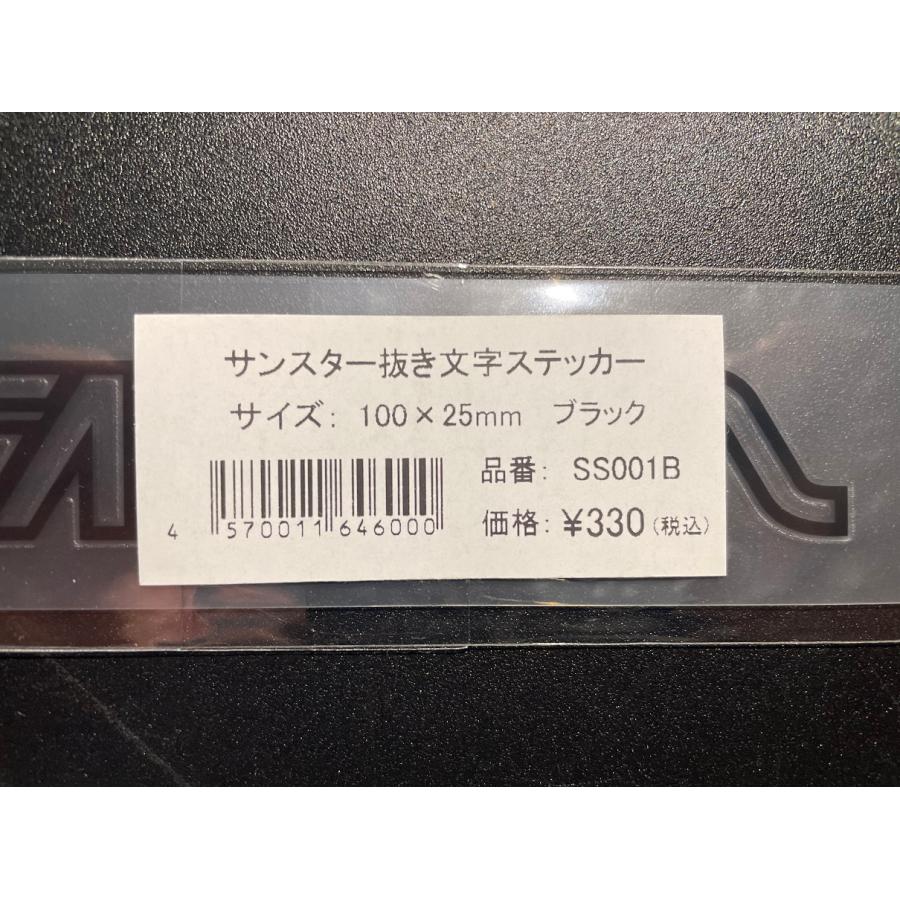 サンスター抜き文字ステッカー
サイズ: 100×25mm ブラック
品番: SS001B
価格: ¥330(税込)
4 570011 646000